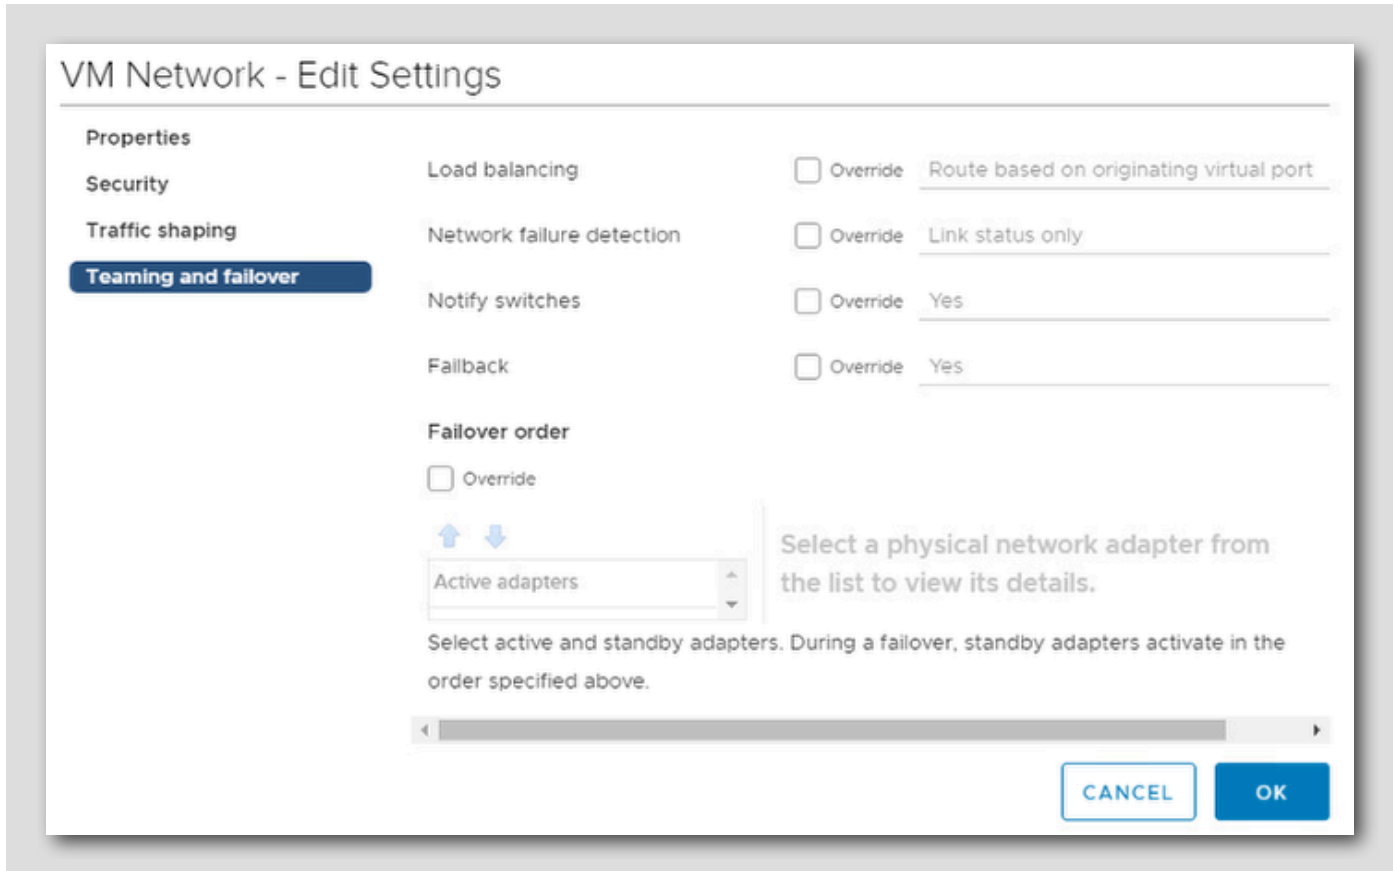 VM Network - Edit Settings
Properties
Security
Traffic shaping
Teaming and failover
Load balancing Override Route based on originating virtual port
Network failure detection Override Link status only
Notify switches Override Yes
Failback Override Yes
Failover order
Override
Active adapters
Select a physical network adapter from
the list to view its details.
Select active and standby adapters. During a failover, standby adapters activate in the
order specified above.
CANCEL OK